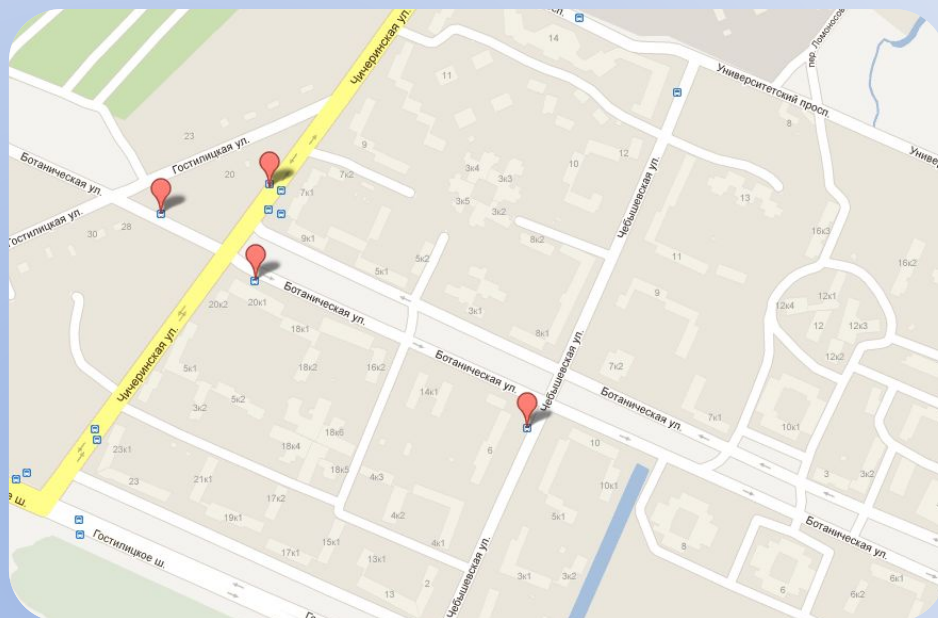 14
Университетский просп.
пер. Ломоносов
Чичеринская ул.
11
8
Универ
23
Гостилицкая ул.
9
12
10
Ботаническая ул.
20
7к2
3к4
3к3
7к1
3к5
3к2
13
Чебышевская ул.
Гостилицкая ул.
28
30
16к3
9к1
8к2
5к2
11
16к2
5к1
9
20к2
20к1
Ботаническая ул.
3к1
12к4
12к1
18к1
8к1
12
12к3
Чичеринская ул.
12к2
5к1
18к2
16к2
7к2
Ботаническая ул.
Чебышевская ул.
5к2
14к1
Ботаническая ул.
3к2
7к1
10к1
18к6
18к4
6
10
23к1
18к5
4к3
3
3к2
23
21к1
10к1
17к2
е ш.
19к1
4к2
5к1
Ботаническая ул.
Гостилицкое ш.
15к1
4к1
8
17к1
13к1
Чебышевская ул.
3к1
3к2
6к1
2
13
6
6к2
Го